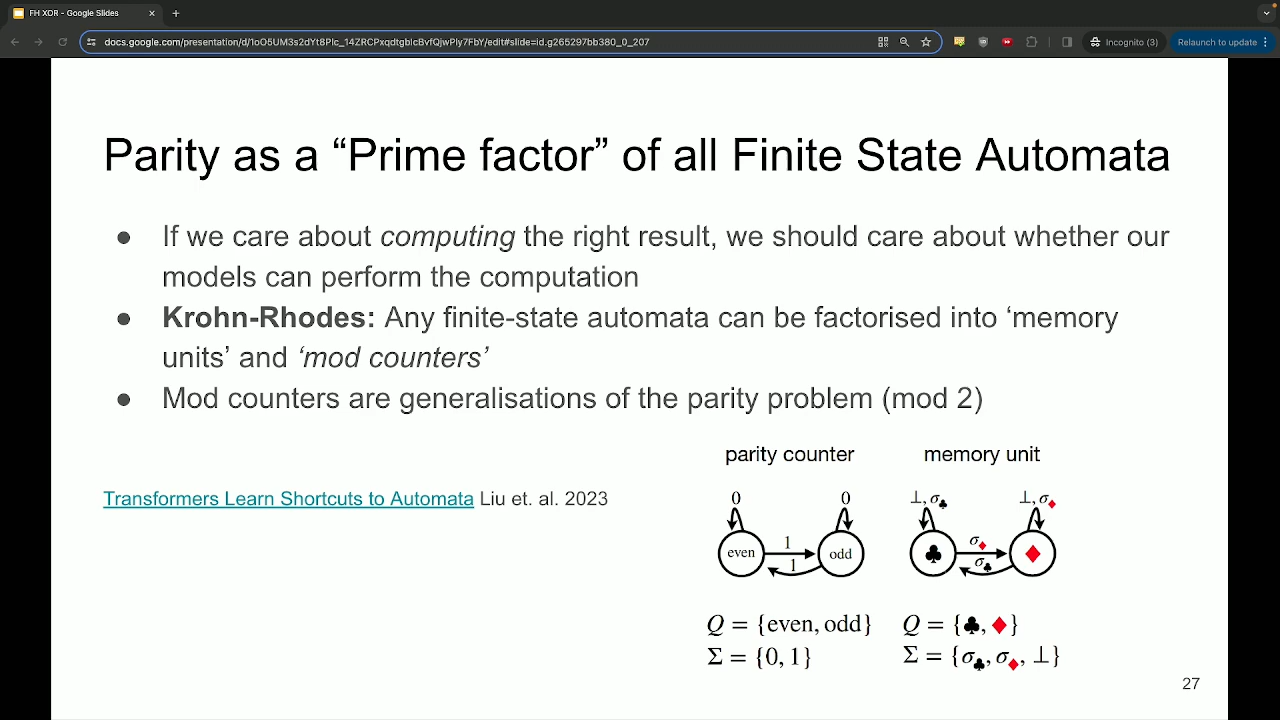 FH XOR - Google Slides
docs.google.com/presentation/d/1oO5UM3s2dYt8Plc_14ZRCPxqdtgblcBvfQjwPly7FbY/edit#slide=id.g265297bb380_0_207
Incognito (3)
Relaunch to update
Parity as a “Prime factor” of all Finite State Automata
● If we care about computing the right result, we should care about whether our
models can perform the computation
● Krohn-Rhodes: Any finite-state automata can be factorised into ‘memory
units’ and ‘mod counters’
● Mod counters are generalisations of the parity problem (mod 2)
Transformers Learn Shortcuts to Automata Liu et. al. 2023
parity counter
0 0
even 1 odd
1
Q = {even, odd}
Σ = {0, 1}
memory unit
⊥, σ♣ ⊥, σ♦
♣ σ♦ ♦
σ♣
Q = {♣, ♦}
Σ = {σ♣, σ♦, ⊥}
27